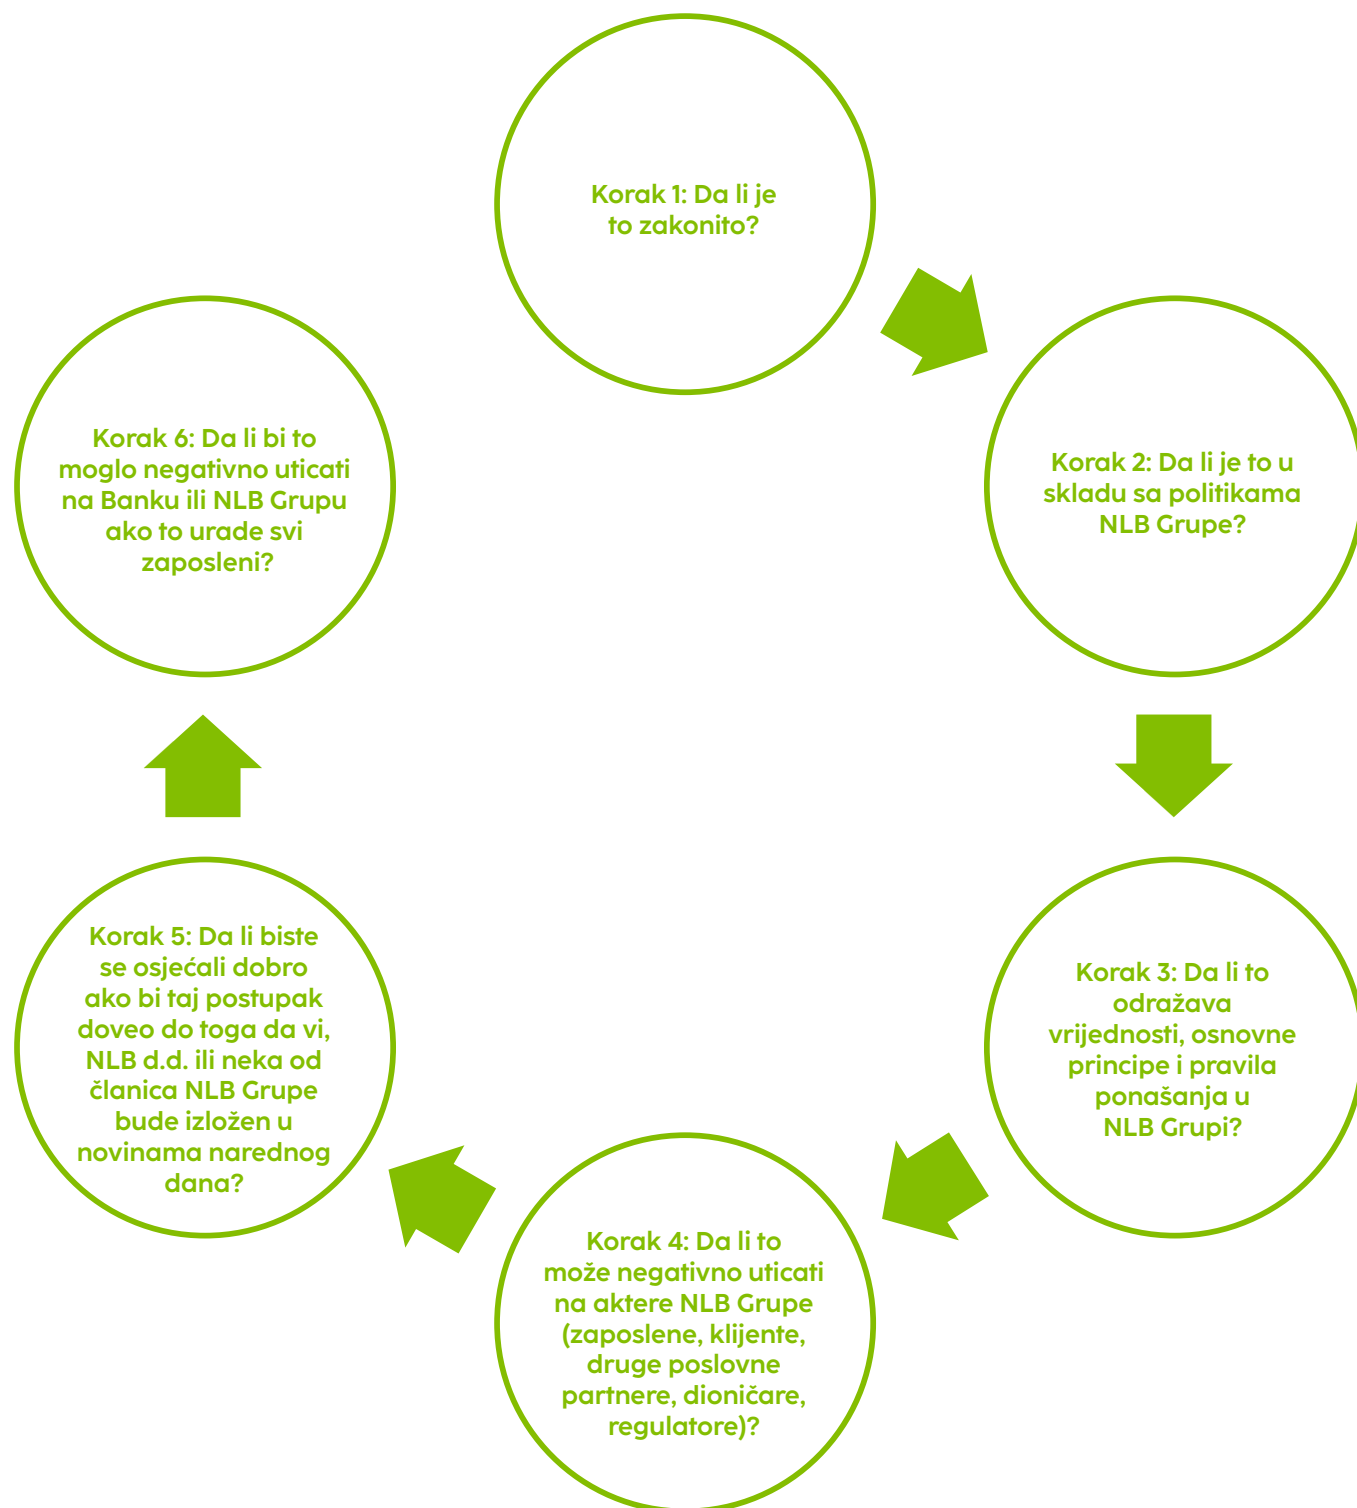 Korak 1: Da li je
to zakonito?
Korak 2: Da li je to u
skladu sa politikama
NLB Grupe?
Korak 3: Da li to
odražava
vrijednosti, osnovne
principe i pravila
ponašanja u
NLB Grupi?
Korak 4: Da li to
može negativno uticati
na aktere NLB Grupe
(zaposlene, klijente,
druge poslovne
partnere, dioničare,
regulatore)?
Korak 5: Da li biste
se osjećali dobro
ako bi taj postupak
doveo do toga da vi,
NLB d.d. ili neka od
članica NLB Grupe
bude izložen u
novinama narednog
dana?
Korak 6: Da li bi to
moglo negativno uticati
na Banku ili NLB Grupu
ako to urade svi
zaposleni?